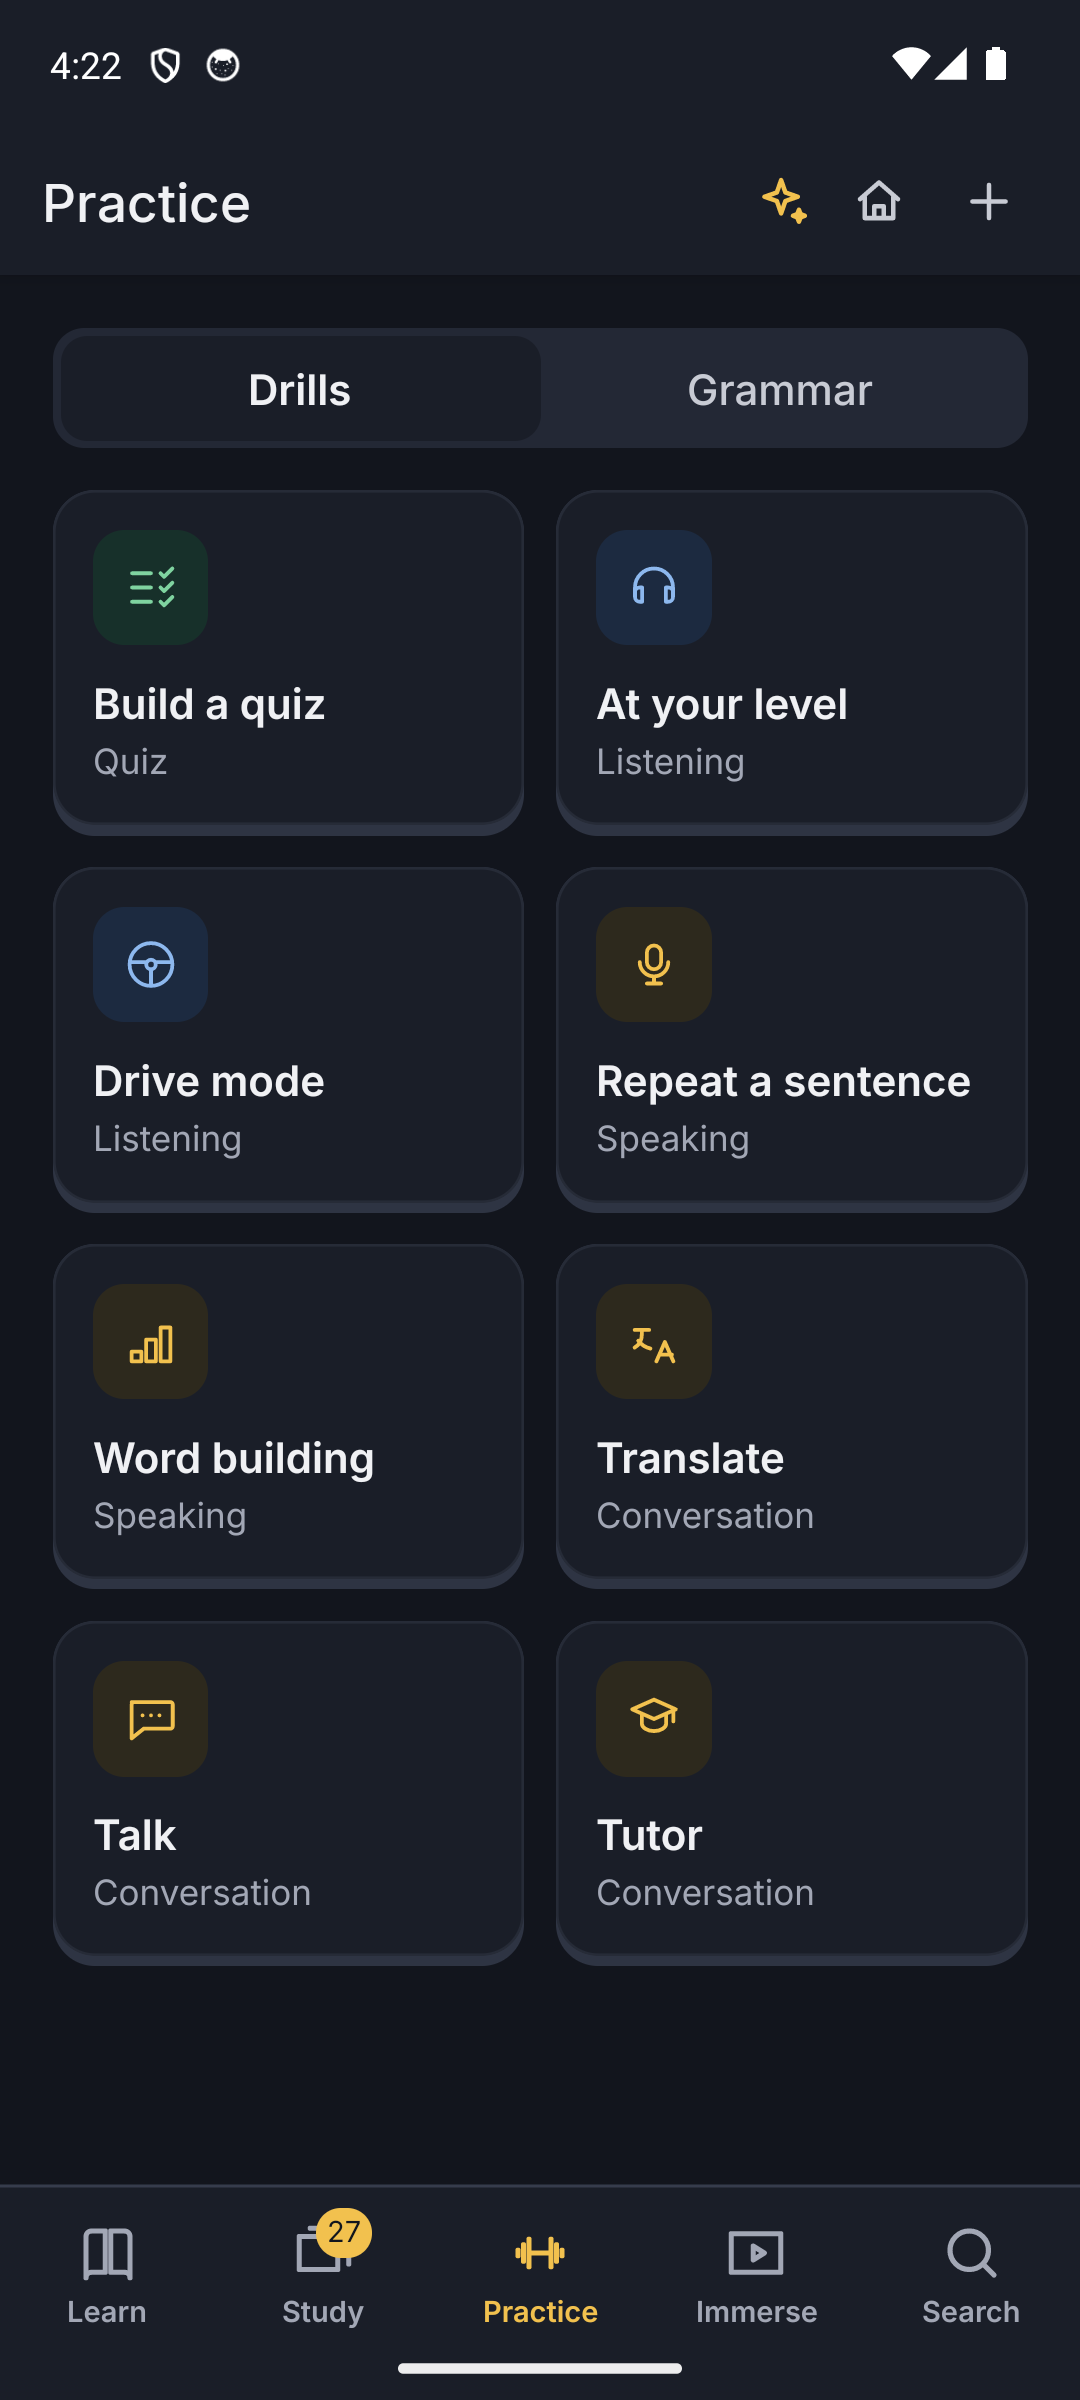 4:22
Practice
Drills
Grammar
Build a quiz
Quiz
At your level
Listening
Drive mode
Listening
Repeat a sentence
Speaking
Word building
Speaking
Translate
Conversation
Talk
Conversation
Tutor
Conversation
27
Learn
Study
Practice
Immerse
Search